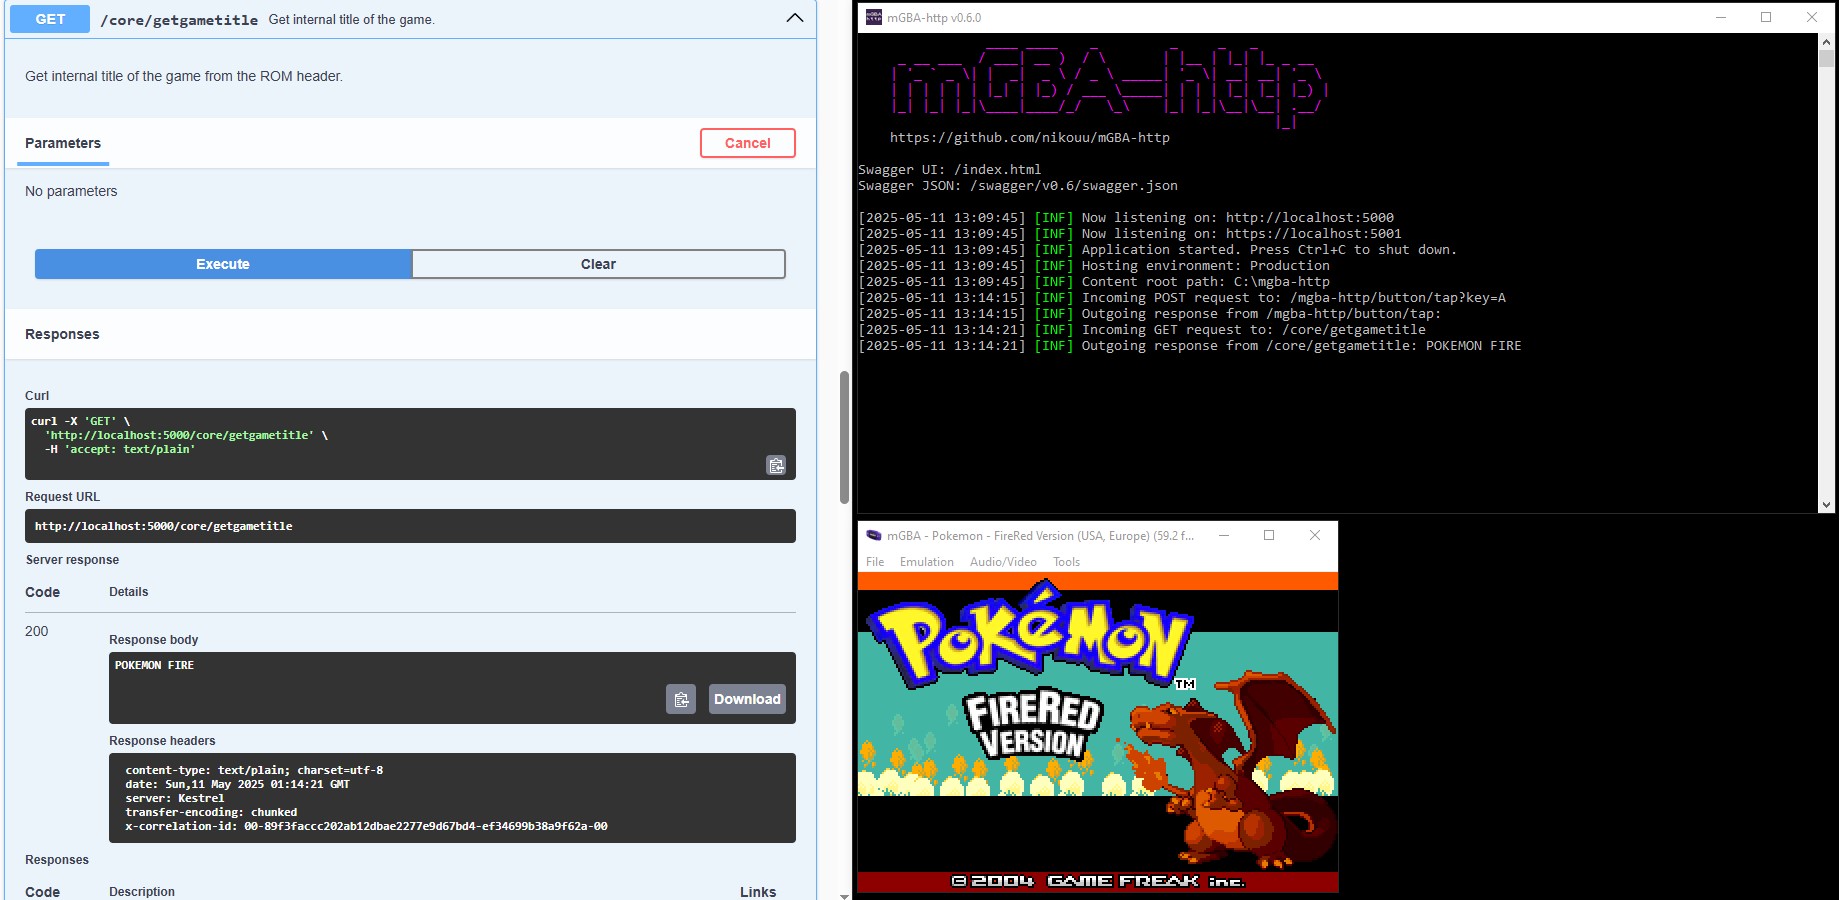 GET /core/getgametitle Get internal title of the game.
Get internal title of the game from the ROM header.
Parameters
Cancel
No parameters
Execute
Clear
Responses
Curl
curl -X 'GET' \
'http://localhost:5000/core/getgametitle' \
-H 'accept: text/plain'
Request URL
http://localhost:5000/core/getgametitle
Server response
Code Details
200
Response body
POKEMON FIRE
Download
Response headers
content-type: text/plain; charset=utf-8
date: Sun,11 May 2025 01:14:21 GMT
server: Kestrel
transfer-encoding: chunked
x-correlation-id: 00-89f3faccc202ab12dbae2277e9d67bd4-ef34699b38a9f62a-00
Responses
Code Description Links
mGBA-http v0.6.0
mGBA-http
https://github.com/nikouu/mGBA-http
Swagger UI: /index.html
Swagger JSON: /swagger/v0.6/swagger.json
[2025-05-11 13:09:45] [INF] Now listening on: http://localhost:5000
[2025-05-11 13:09:45] [INF] Now listening on: https://localhost:5001
[2025-05-11 13:09:45] [INF] Application started. Press Ctrl+C to shut down.
[2025-05-11 13:09:45] [INF] Hosting environment: Production
[2025-05-11 13:09:45] [INF] Content root path: C:\mgba-http
[2025-05-11 13:14:15] [INF] Incoming POST request to: /mgba-http/button/tap?key=A
[2025-05-11 13:14:15] [INF] Outgoing response from /mgba-http/button/tap:
[2025-05-11 13:14:21] [INF] Incoming GET request to: /core/getgametitle
[2025-05-11 13:14:21] [INF] Outgoing response from /core/getgametitle: POKEMON FIRE
mGBA - Pokemon - FireRed Version (USA, Europe) (59.2 f...
File Emulation Audio/Video Tools
POKéMON
TM
FIRERED
VERSION
© 2004 GAME FREAK inc.